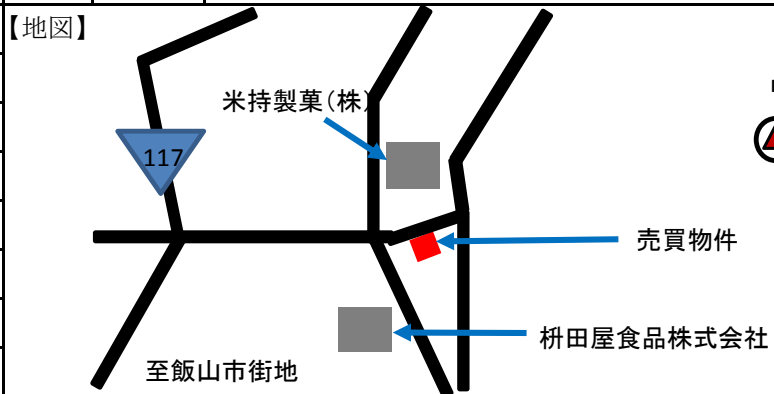 【地図】
米持製菓（株）
117
売買物件
枡田屋食品株式会社
至飯山市街地